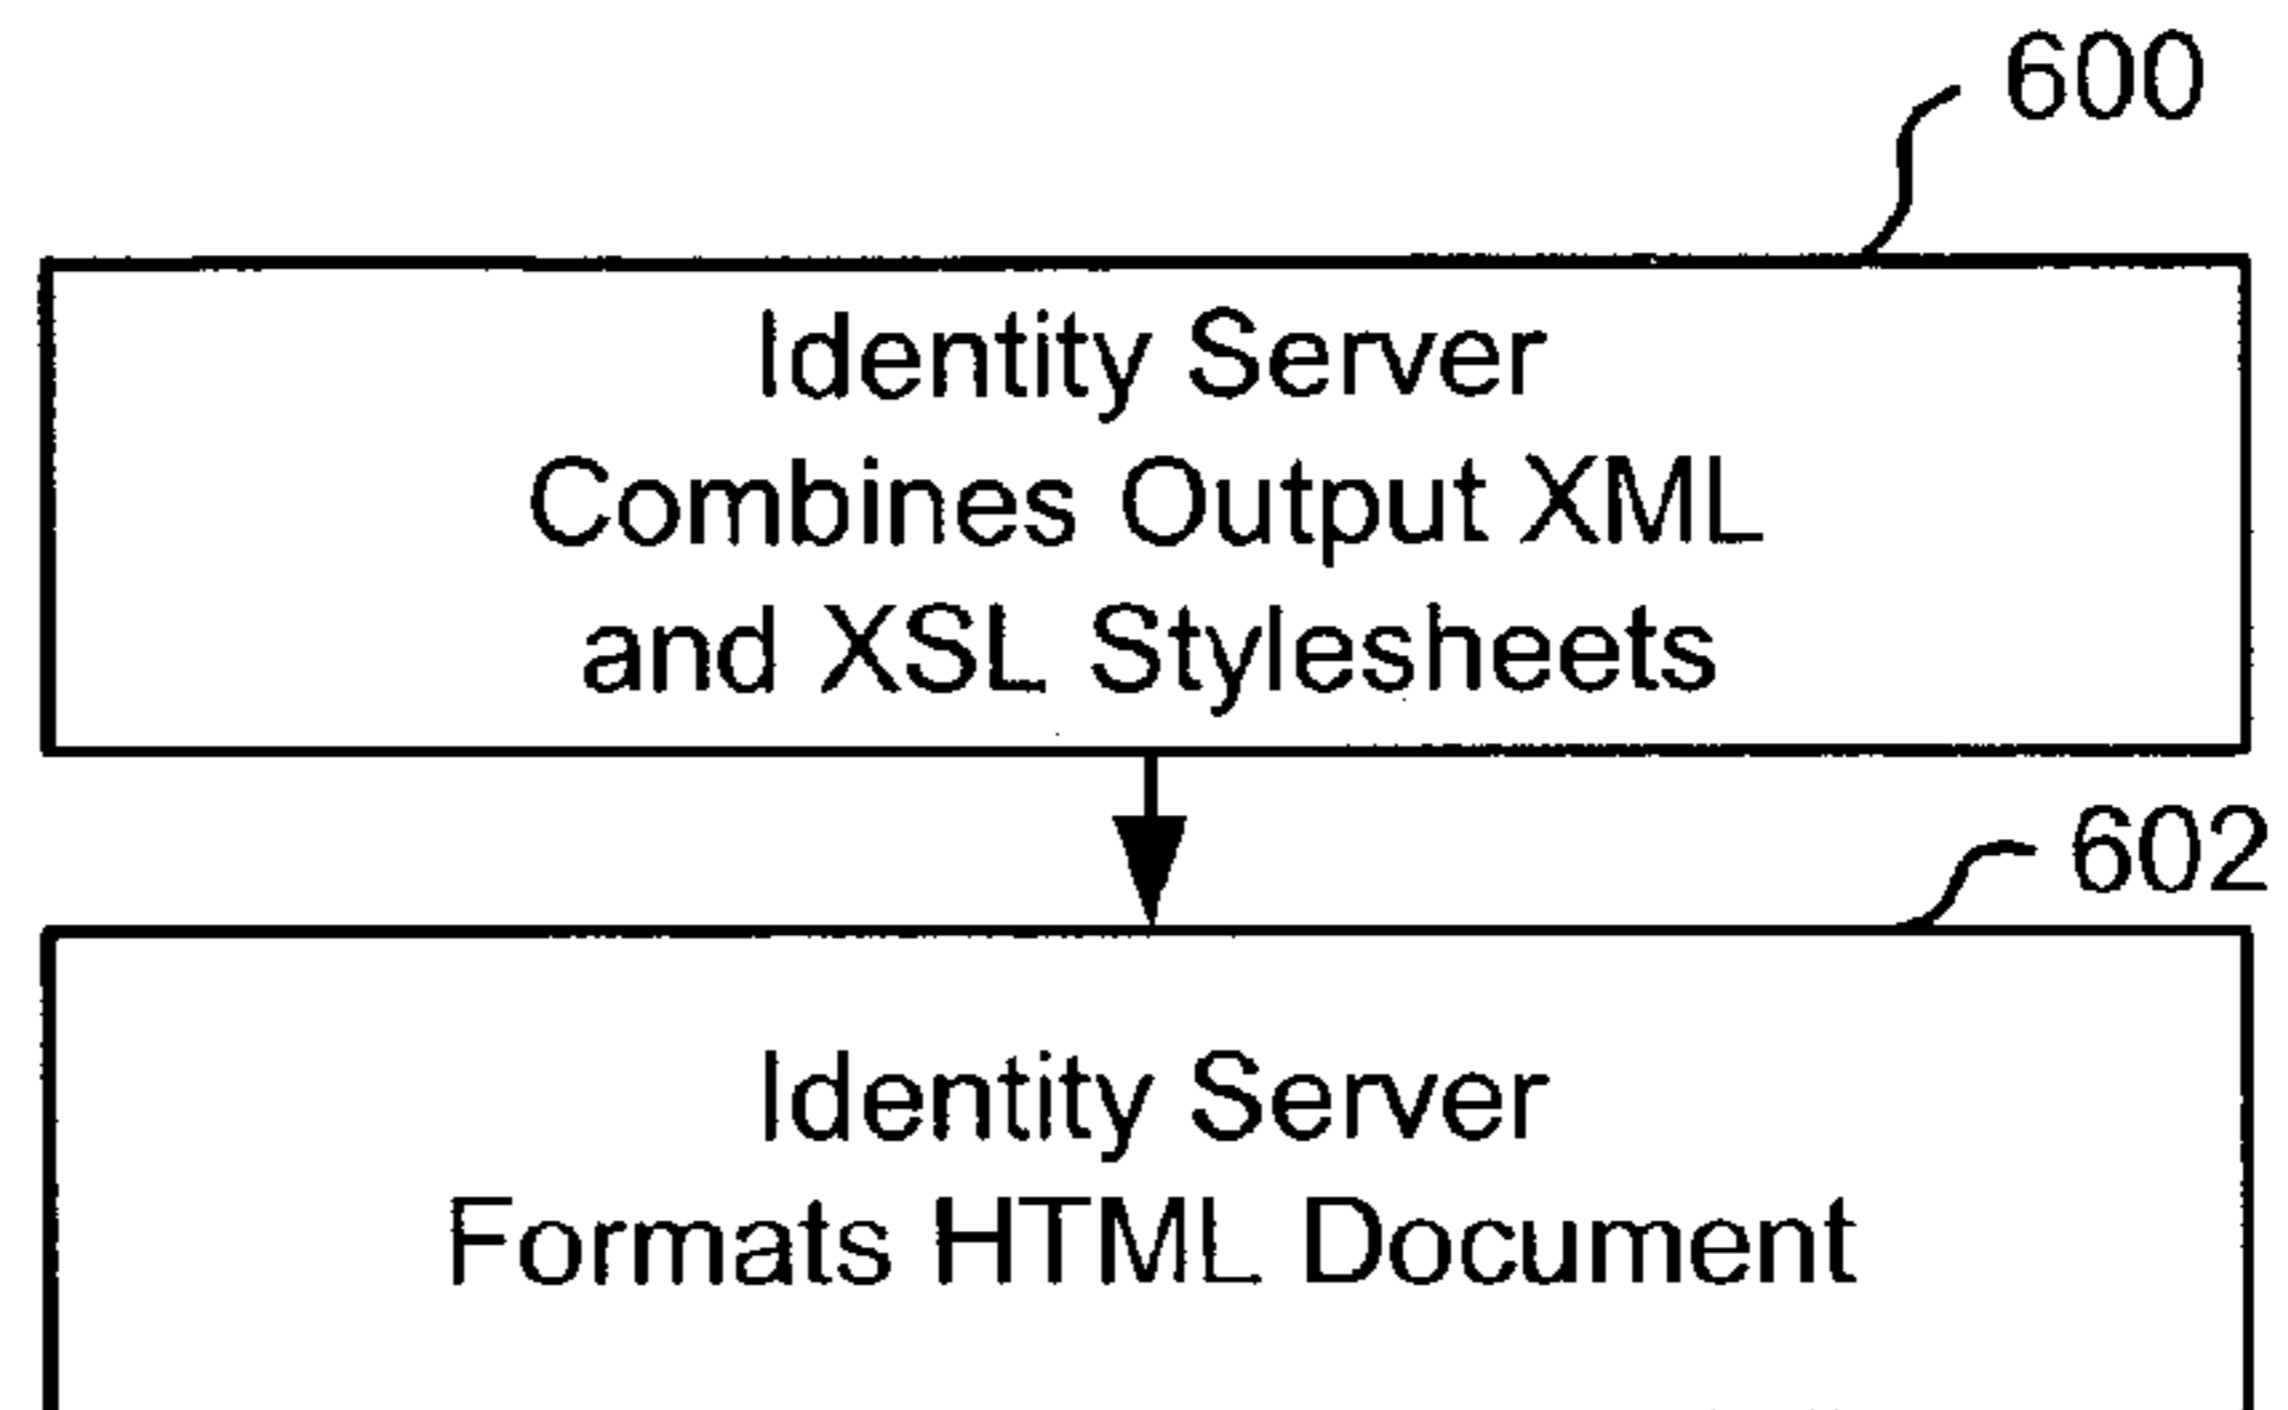 600
Identity Server
Combines Output XML
and XSL Stylesheets
602
Identity Server
Formats HTML Document